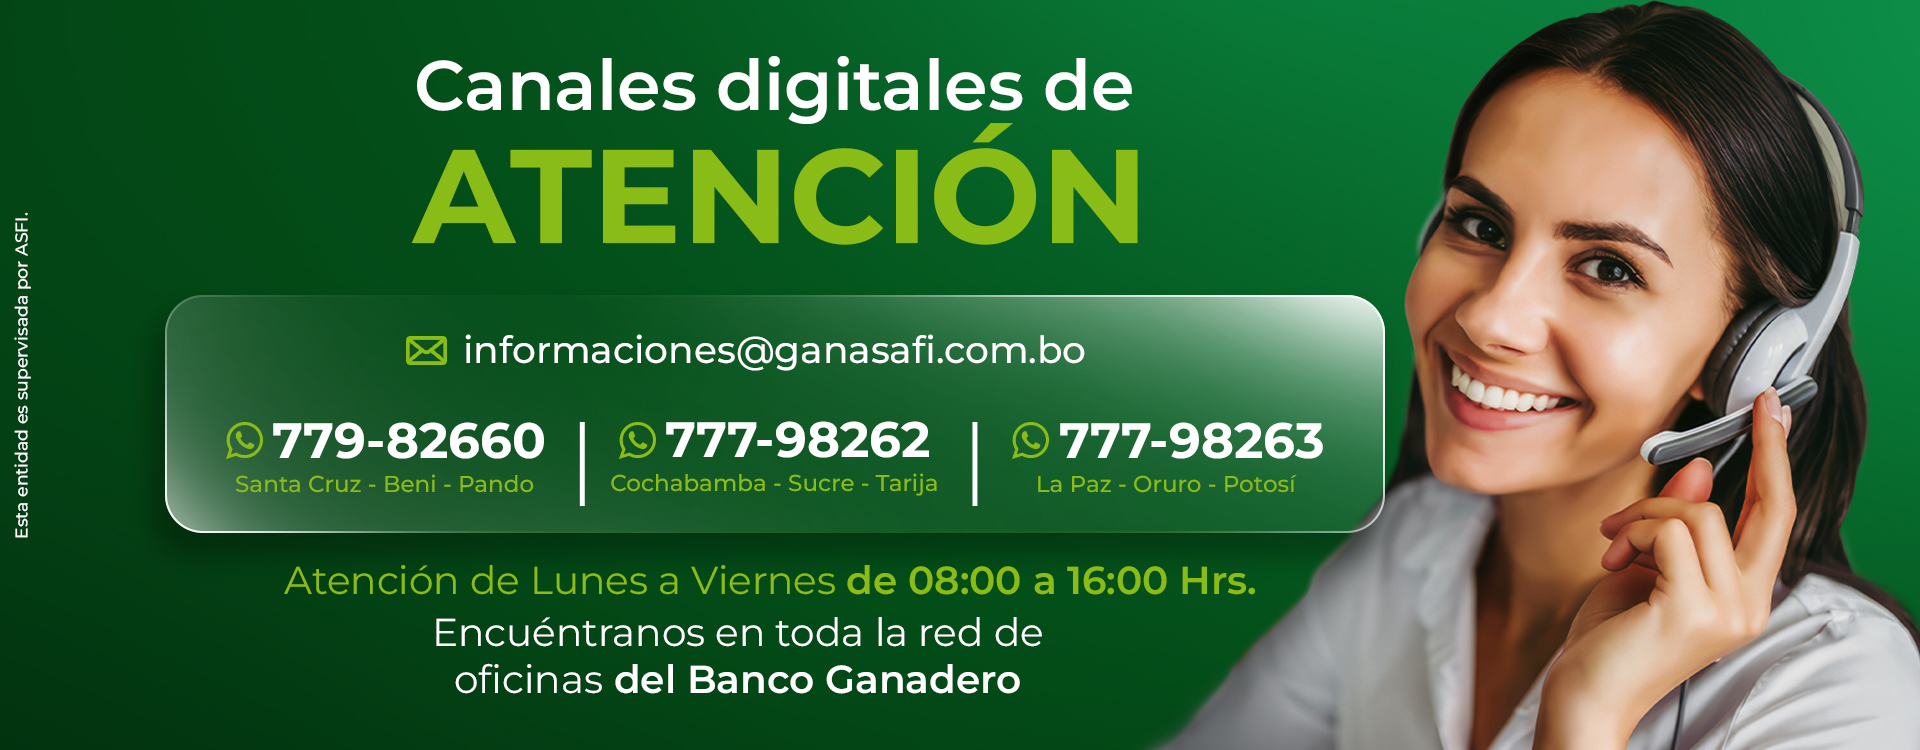 Canales digitales de
ATENCIÓN
informaciones@ganasafi.com.bo
779-82660
Santa Cruz - Beni - Pando
777-98262
Cochabamba - Sucre - Tarija
777-98263
La Paz - Oruro - Potosí
Atención de Lunes a Viernes de 08:00 a 16:00 Hrs.
Encuéntranos en toda la red de
oficinas del Banco Ganadero
Esta entidad es supervisada por ASFI.